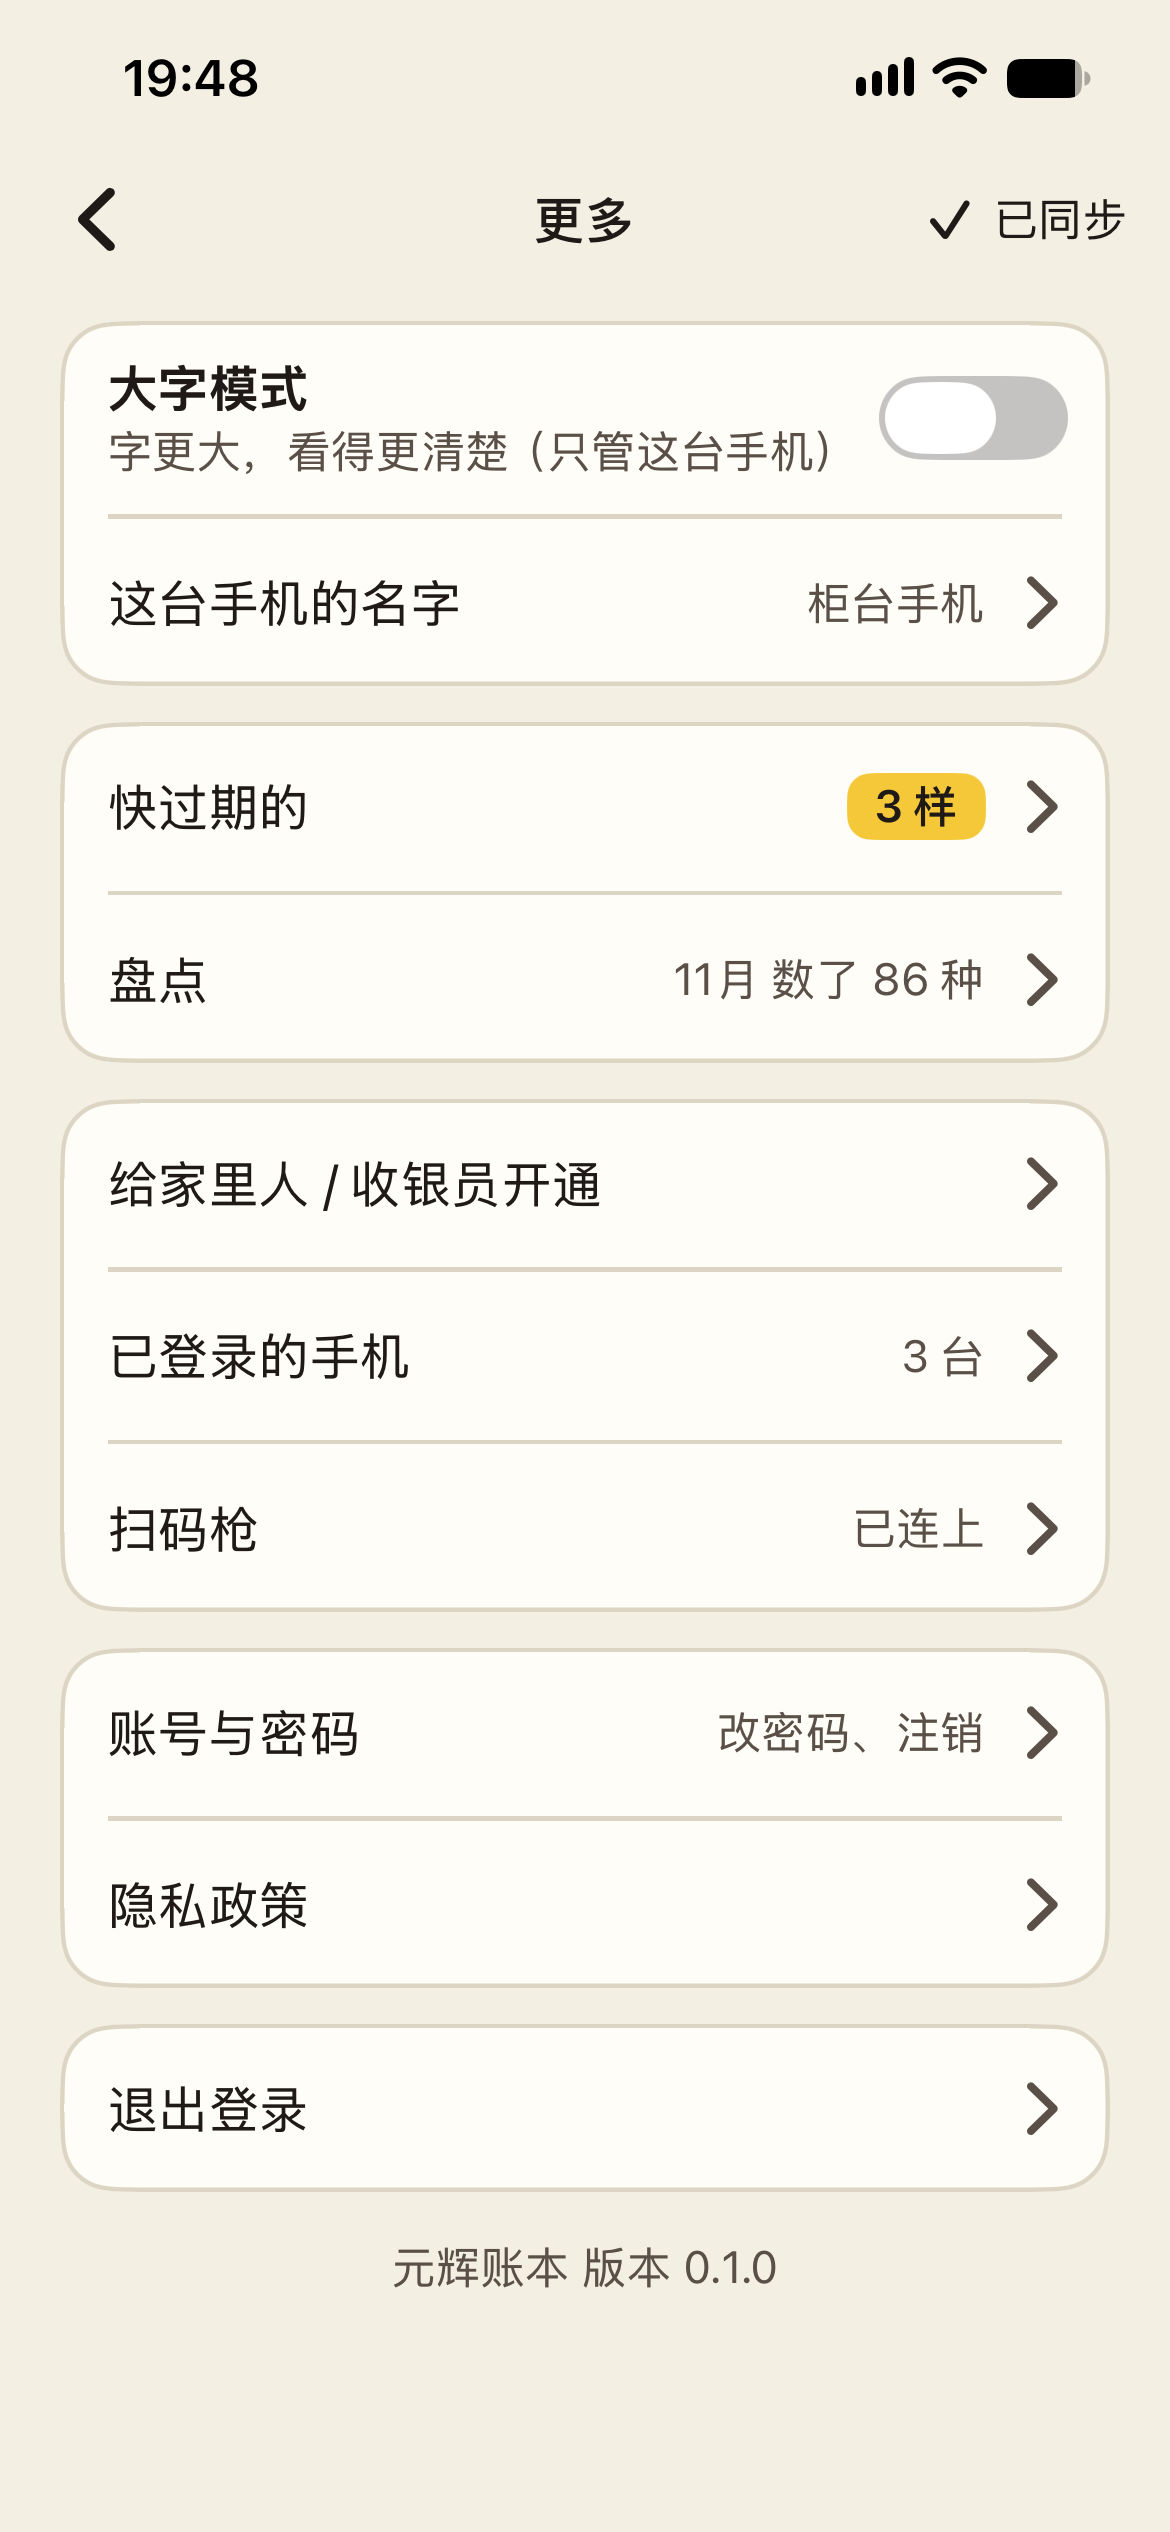 19:48
更多
已同步
大字模式
字更大，看得更清楚（只管这台手机）
这台手机的名字
柜台手机
快过期的
3 样
盘点
11月 数了 86 种
给家里人 / 收银员开通
已登录的手机
3 台
扫码枪
已连上
账号与密码
改密码、注销
隐私政策
退出登录
元辉账本 版本 0.1.0